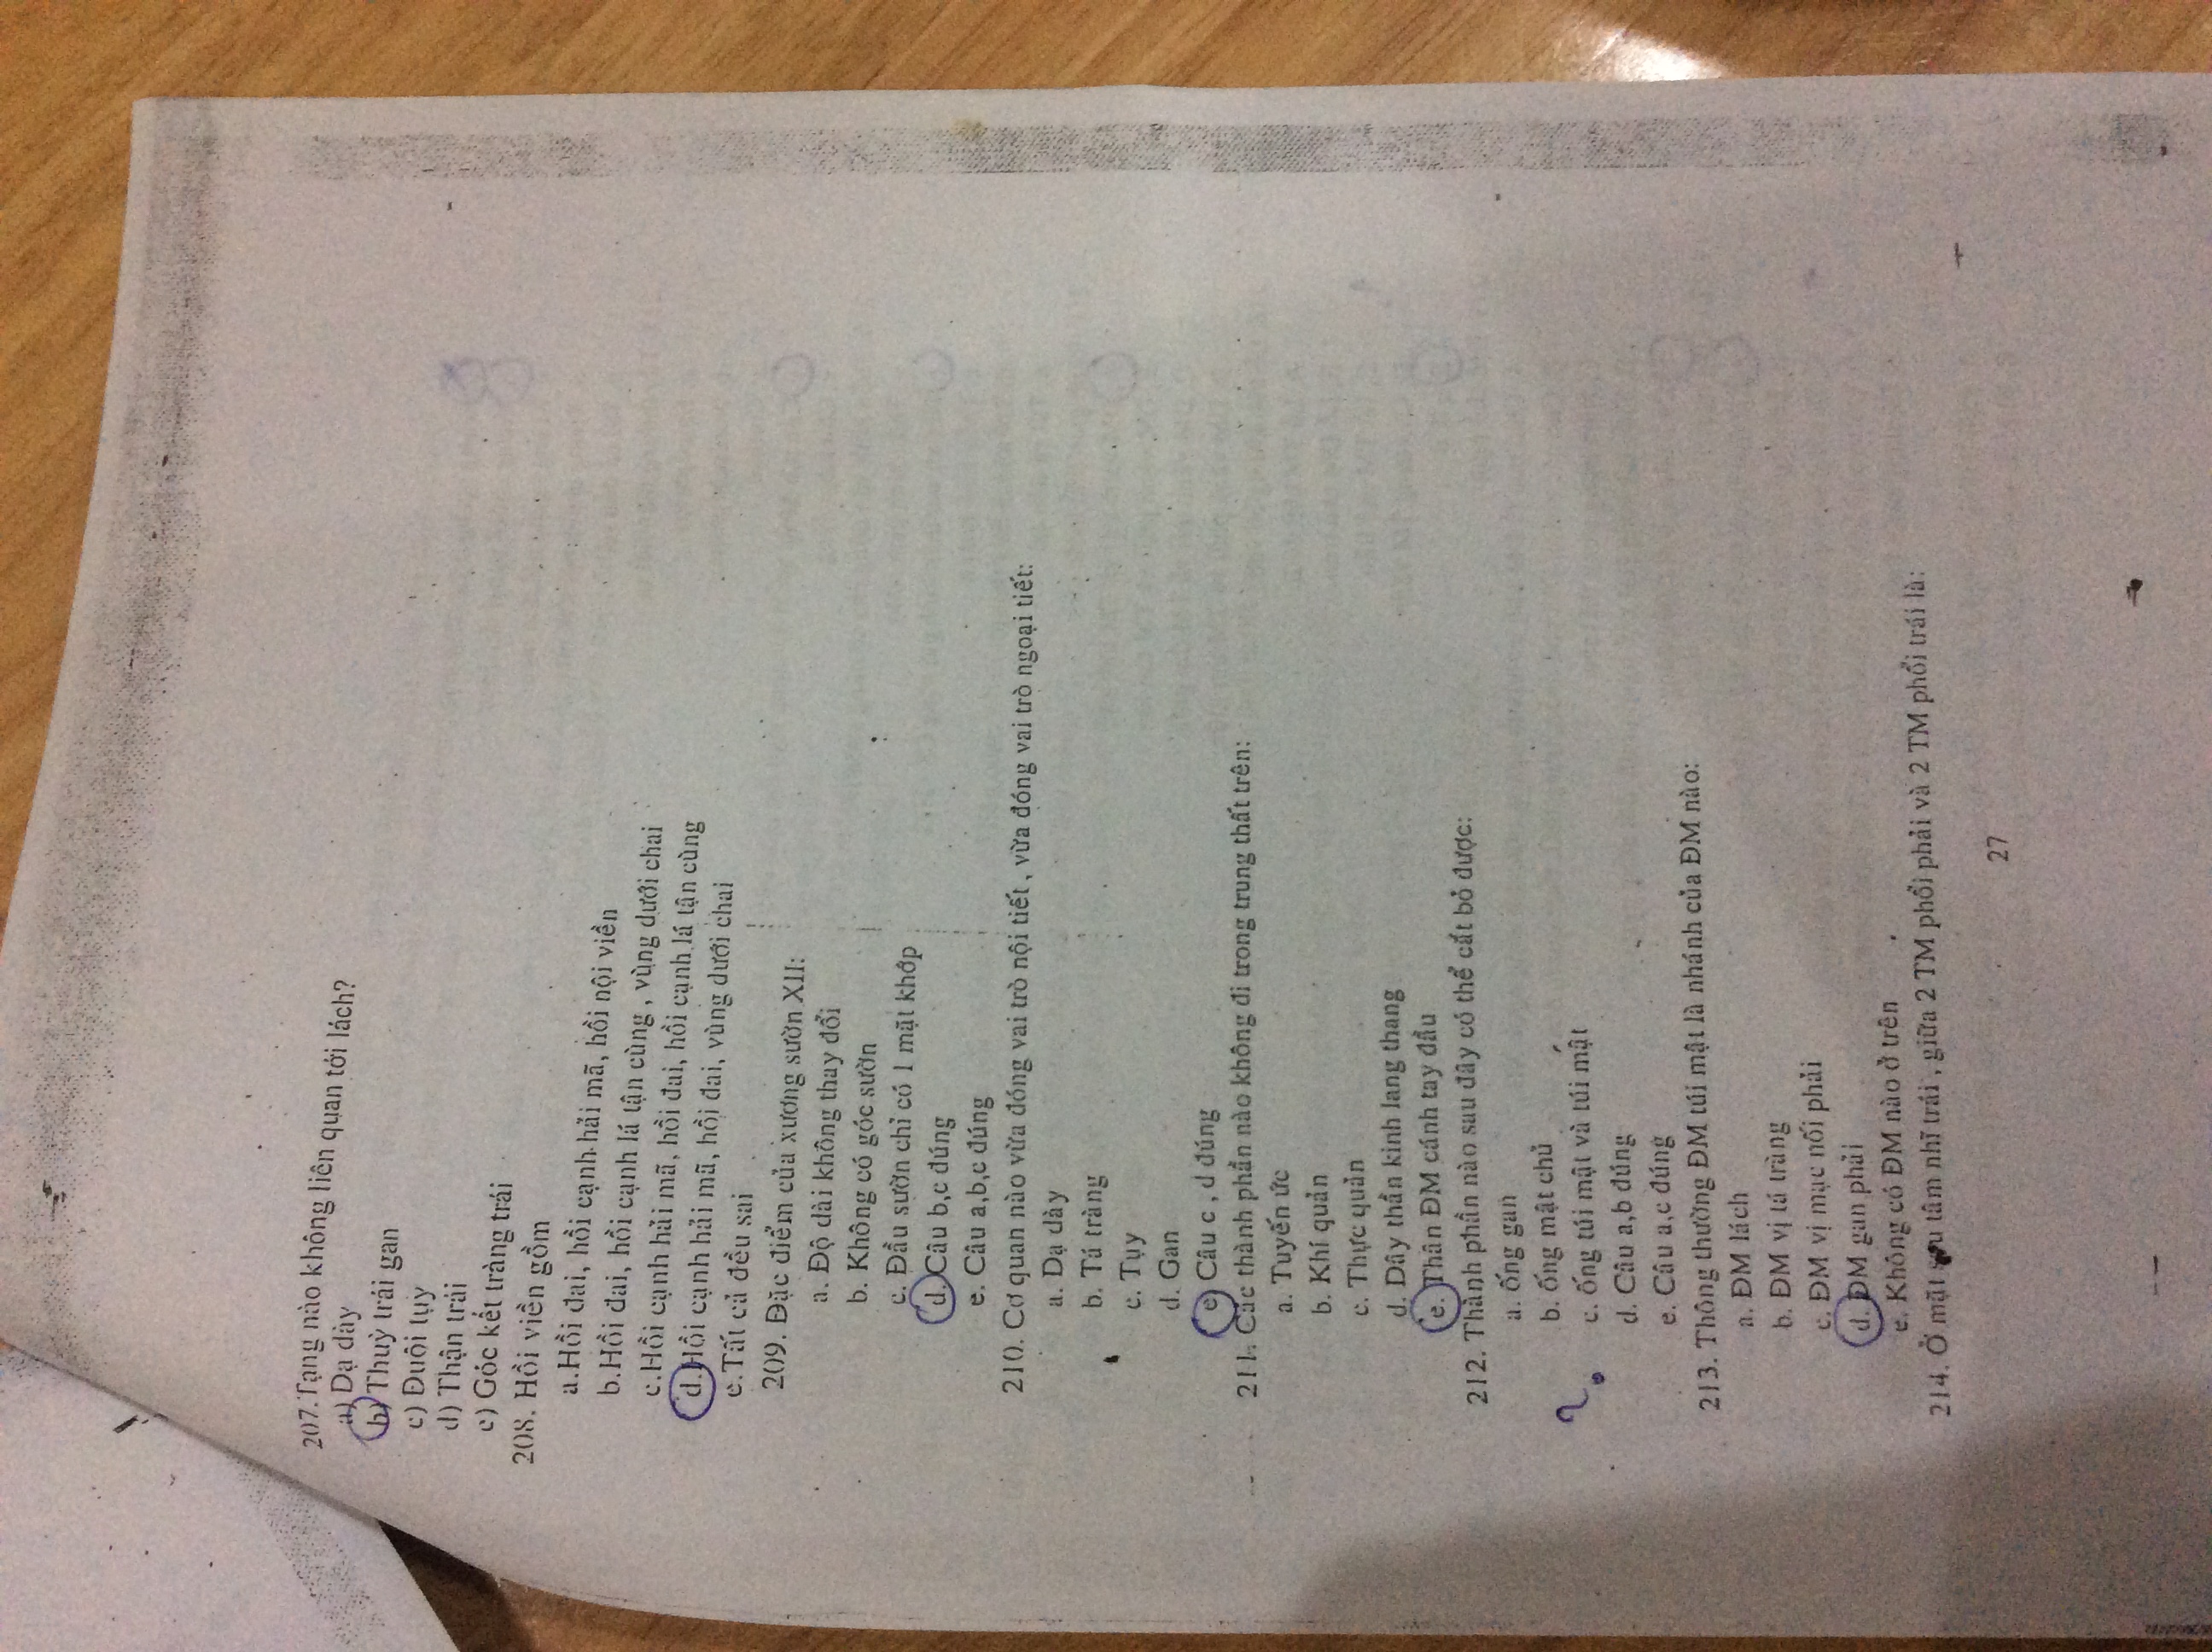 207. Tạng nào không liên quan tới lách?
a) Dạ dày
b) Thuỳ trái gan
c) Đuôi tụy
d) Thận trái
e) Góc kết tràng trái
208. Hồi viền gồm
a.Hồi đai, hồi cạnh hải mã, hồi nội viền
b.Hồi đai, hồi cạnh lá tận cùng , vùng dưới chai
c.Hồi cạnh hải mã, hồi đai, hồi cạnh lá tận cùng
d.Hồi cạnh hải mã, hồi đai, vùng dưới chai
e.Tất cả đều sai
209. Đặc điểm của xương sườn XII:
a. Độ dài không thay đổi
b. Không có góc sườn
c. Đầu sườn chỉ có 1 mặt khớp
d. Câu b,c đúng
e. Câu a,b,c đúng
210. Cơ quan nào vừa đóng vai trò nội tiết , vừa đóng vai trò ngoại tiết:
a. Dạ dày
b. Tá tràng
c. Tụy
d. Gan
e) Câu c , d đúng
211. Các thành phần nào không đi trong trung thất trên:
a. Tuyến ức
b. Khí quản
c. Thực quản
d. Dây thần kinh lang thang
e. Thân ĐM cánh tay đầu
212. Thành phần nào sau đây có thể cắt bỏ được:
a. ống gan
b. ống mật chủ
?
c. ống túi mật và túi mật
d. Câu a,b đúng
e. Câu a,c đúng
213. Thông thường ĐM túi mật là nhánh của ĐM nào:
a. ĐM lách
b. ĐM vị tá tràng
c. ĐM vị mạc nối phải
d. ĐM gan phải
e. Không có ĐM nào ở trên
214. Ở mặt sau tâm nhĩ trái , giữa 2 TM phổi phải và 2 TM phổi trái là:
27